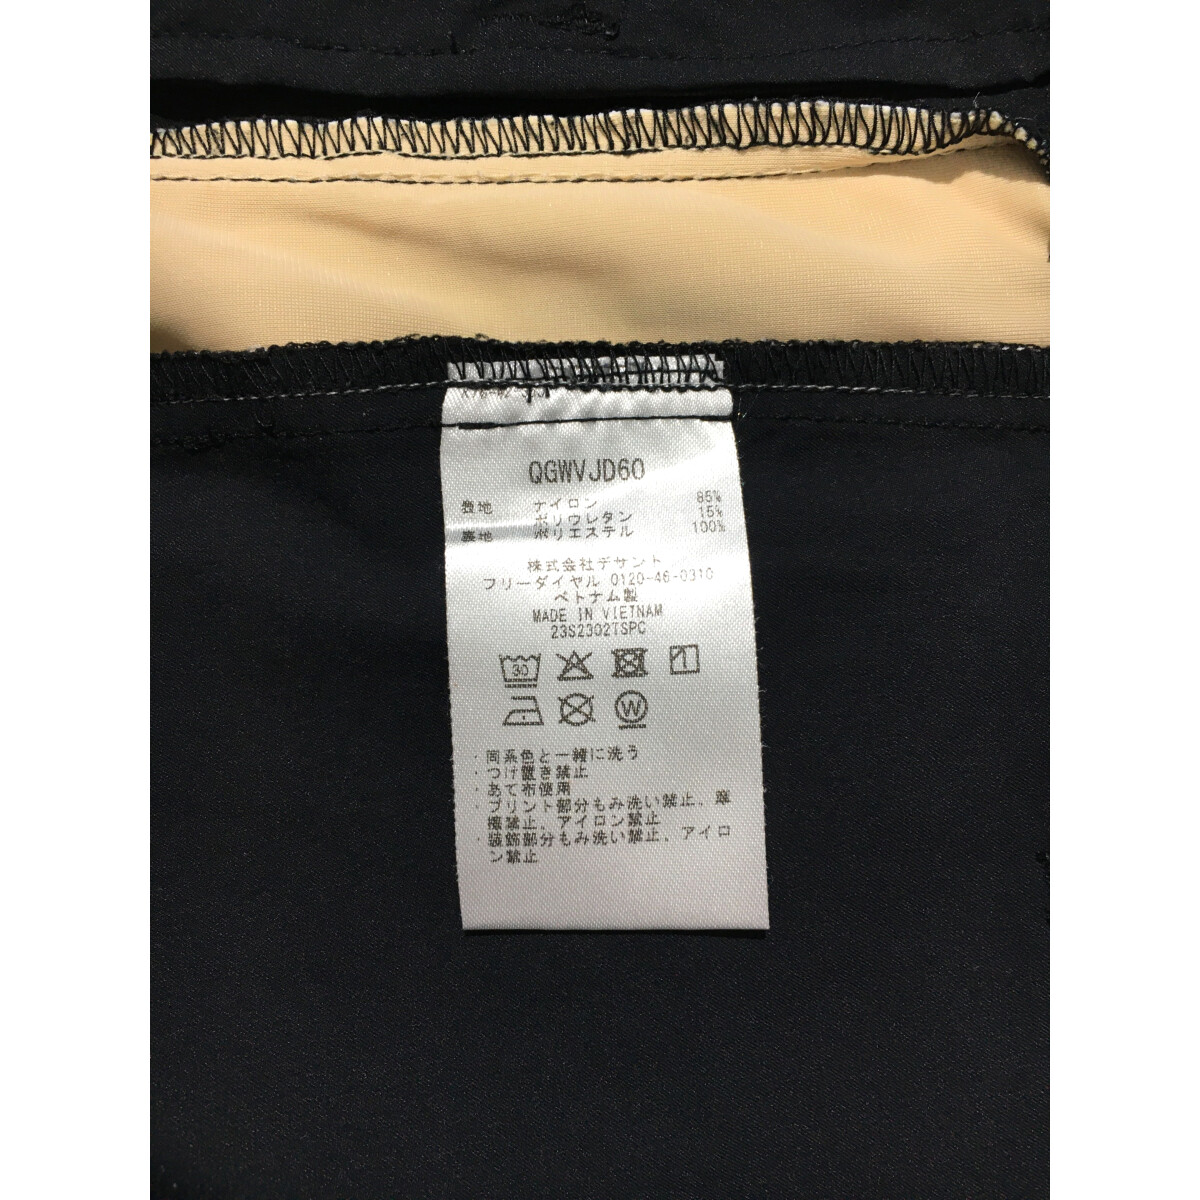 QGWVJD60
表地 ナイロン 85%
ポリウレタン 15%
裏地 ポリエステル 100%
株式会社デサント
フリーダイヤル 0120-46-0310
ベトナム製
MADE IN VIETNAM
23S2302TSPC
30
1
W
・同系色と一緒に洗う
・つけ置き禁止
・あて布使用
・プリント部分もみ洗い禁止、摩
擦禁止、アイロン禁止
・装飾部分もみ洗い禁止、アイロ
ン禁止